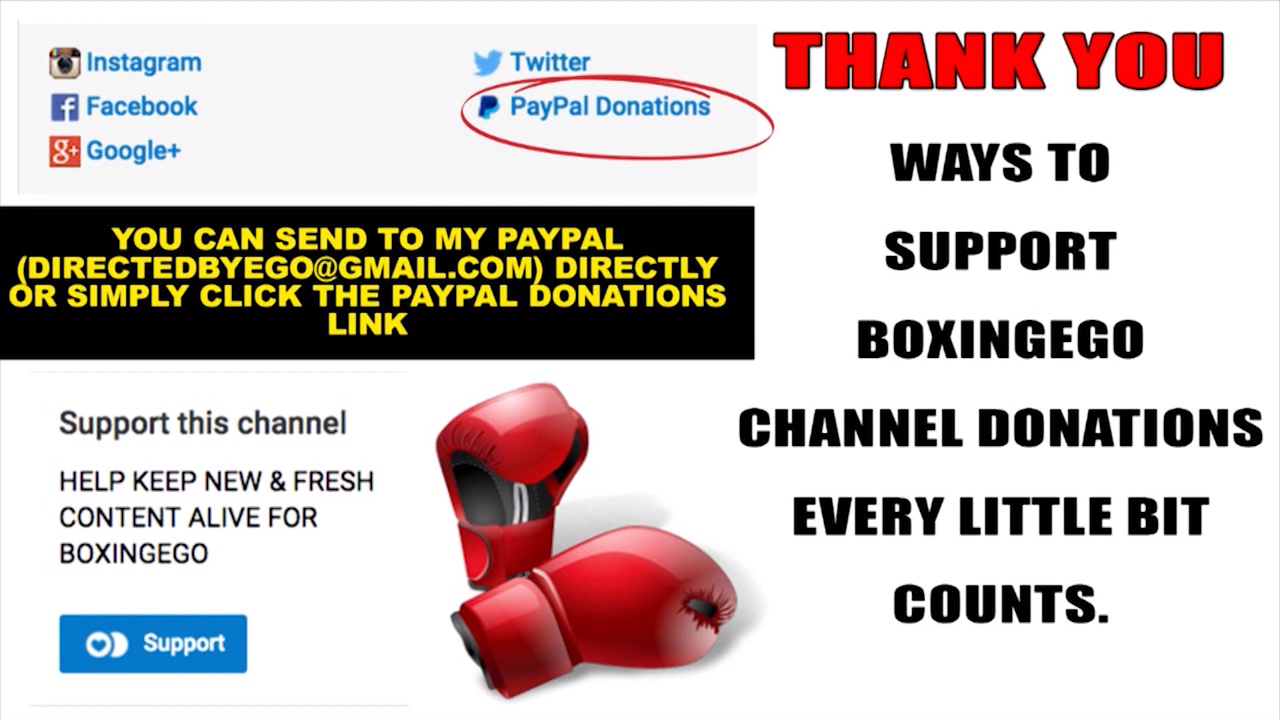 Instagram
Twitter
Facebook
PayPal Donations
Google+
YOU CAN SEND TO MY PAYPAL
(DIRECTEDBYEGO@GMAIL.COM) DIRECTLY
OR SIMPLY CLICK THE PAYPAL DONATIONS
LINK
Support this channel
HELP KEEP NEW & FRESH
CONTENT ALIVE FOR
BOXINGEGO
Support
THANK YOU
WAYS TO
SUPPORT
BOXINGEGO
CHANNEL DONATIONS
EVERY LITTLE BIT
COUNTS.